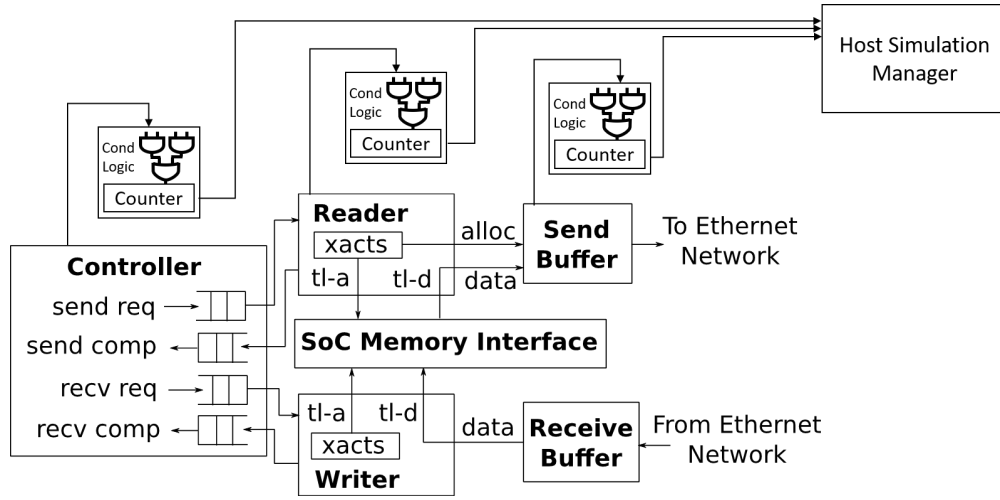 Host Simulation
Manager
Cond
Logic
Counter
Cond
Logic
Counter
Cond
Logic
Counter
Reader
xacts
tl-a
tl-d
alloc
data
Send
Buffer
To Ethernet
Network
Controller
send req
send comp
recv req
recv comp
SoC Memory Interface
tl-a
tl-d
xacts
Writer
data
Receive
Buffer
From Ethernet
Network